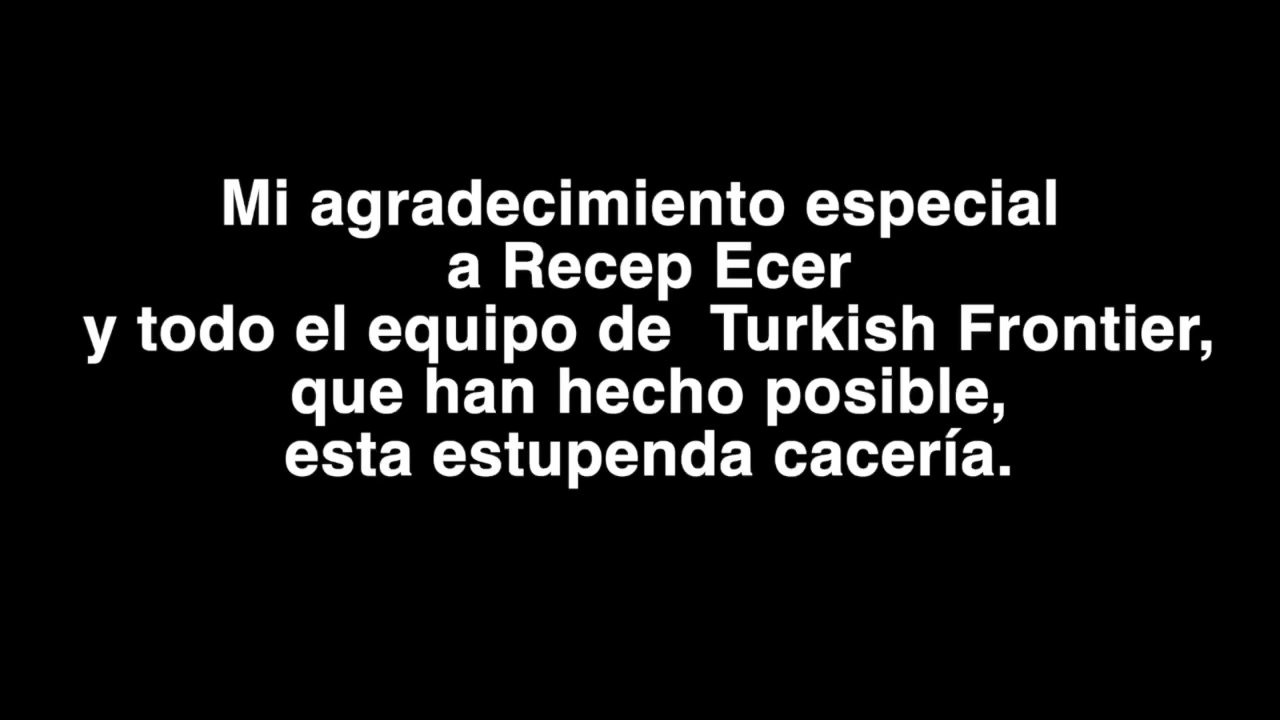 Mi agradecimiento especial
a Recep Ecer
y todo el equipo de  Turkish Frontier,
que han hecho posible,
esta estupenda cacería.